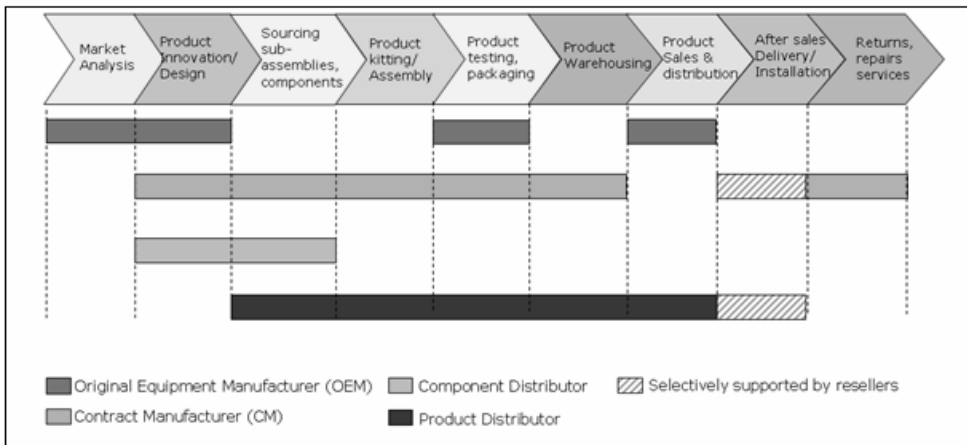 Market
Analysis
Product
Innovation/
Design
Sourcing
sub-
assemblies,
components
Product
kitting/
Assembly
Product
testing,
packaging
Product
Warehousing
Product
Sales &
distribution
After sales
Delivery/
Installation
Returns,
repairs
services
Original Equipment Manufacturer (OEM)
Component Distributor
Selectively supported by resellers
Contract Manufacturer (CM)
Product Distributor